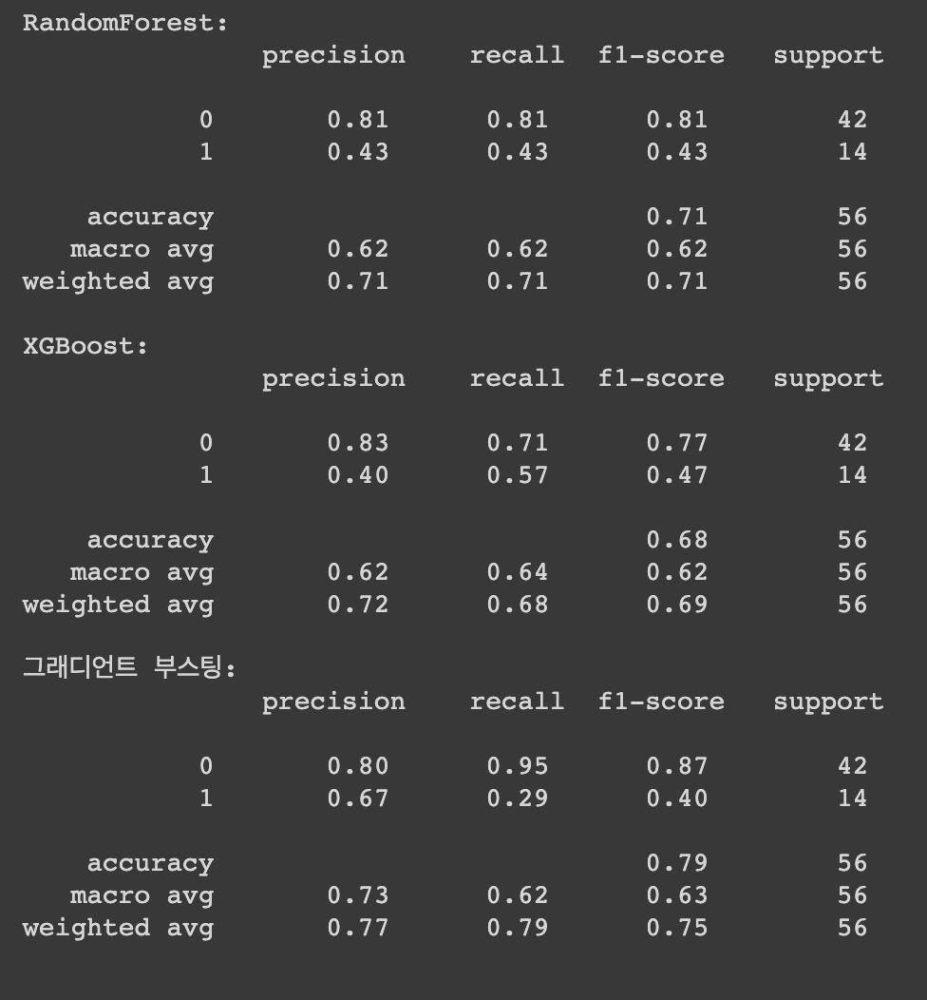 RandomForest:
precision recall f1-score support
0 0.81 0.81 0.81 42
1 0.43 0.43 0.43 14
accuracy 0.71 56
macro avg 0.62 0.62 0.62 56
weighted avg 0.71 0.71 0.71 56
XGBoost:
precision recall f1-score support
0 0.83 0.71 0.77 42
1 0.40 0.57 0.47 14
accuracy 0.68 56
macro avg 0.62 0.64 0.62 56
weighted avg 0.72 0.68 0.69 56
그래디언트 부스팅:
precision recall f1-score support
0 0.80 0.95 0.87 42
1 0.67 0.29 0.40 14
accuracy 0.79 56
macro avg 0.73 0.62 0.63 56
weighted avg 0.77 0.79 0.75 56